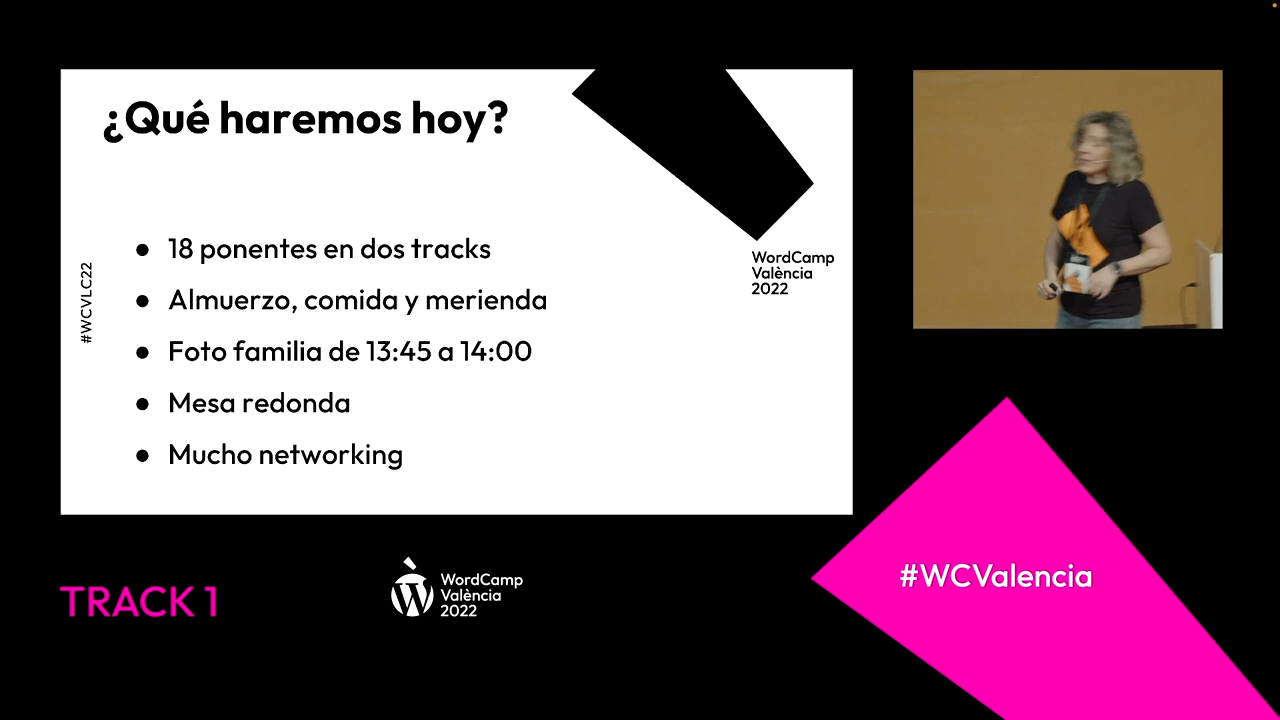 ¿Qué haremos hoy?
#WCVLC22
● 18 ponentes en dos tracks
● Almuerzo, comida y merienda
● Foto familia de 13:45 a 14:00
● Mesa redonda
● Mucho networking
WordCamp
València
2022
TRACK 1
WordCamp
València
2022
#WCValencia